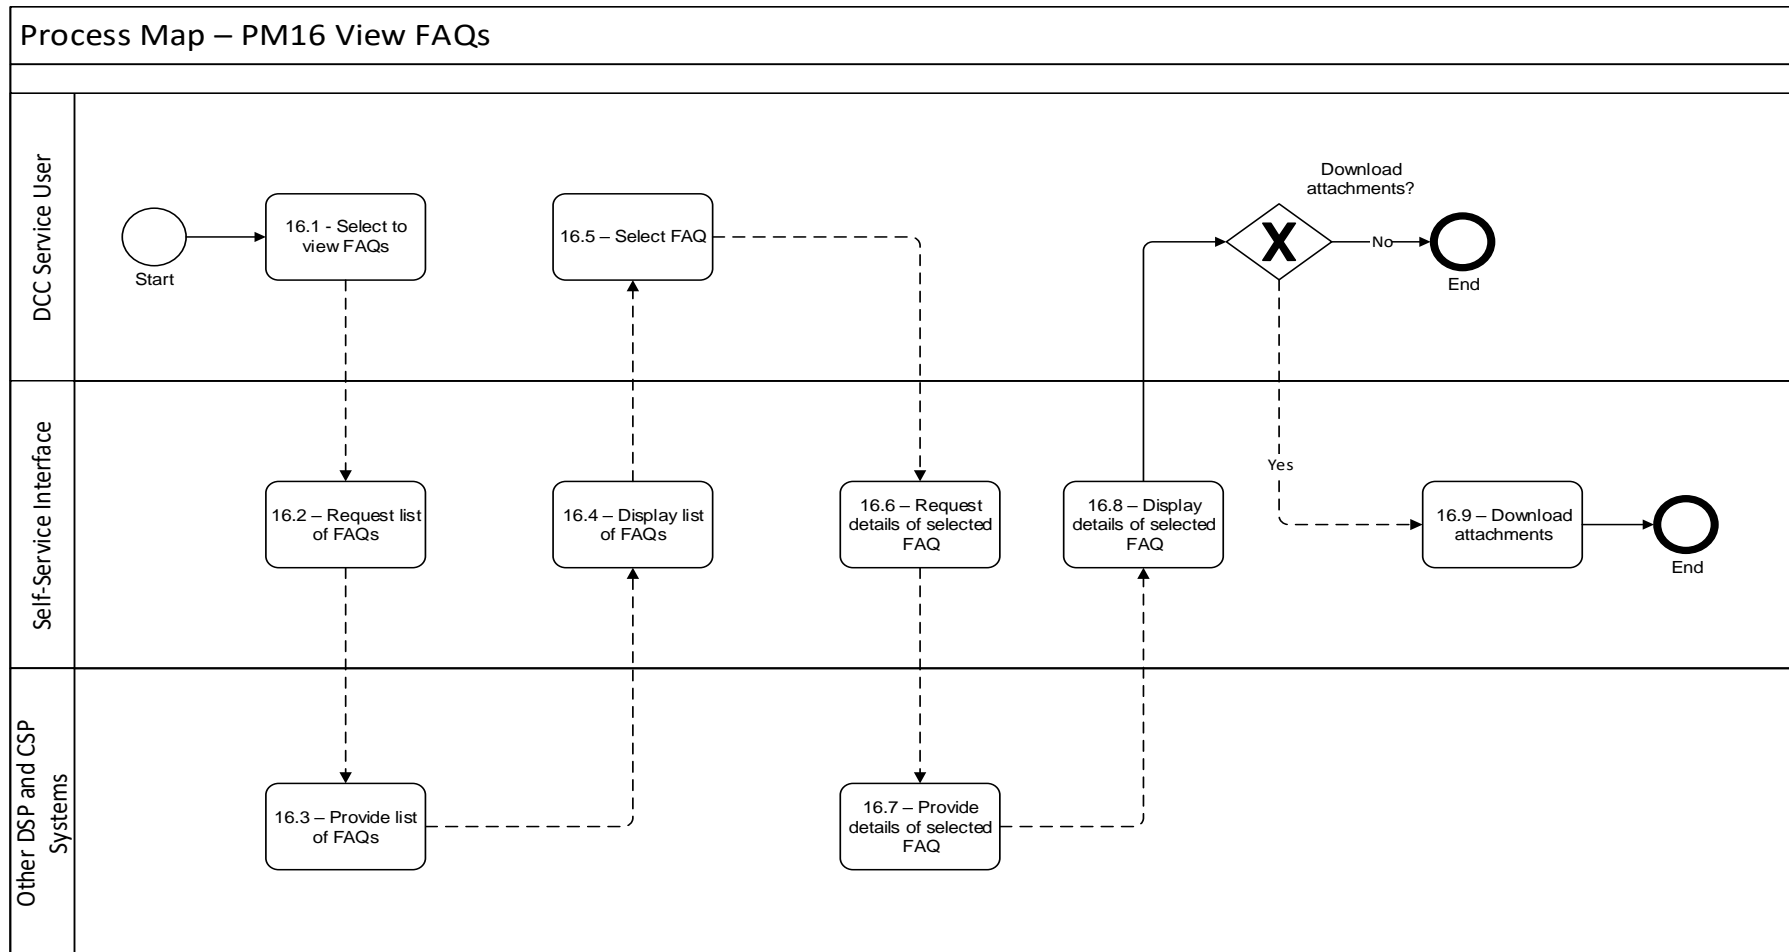 Process Map – PM16 View FAQs
DCC Service User
Start
16.1 - Select to
view FAQs
16.5 – Select FAQ
Download
attachments?
X
No
End
Self-Service Interface
16.2 – Request list
of FAQs
16.4 – Display list
of FAQs
16.6 – Request
details of selected
FAQ
16.8 – Display
details of selected
FAQ
Yes
16.9 – Download
attachments
End
Other DSP and CSP
Systems
16.3 – Provide list
of FAQs
16.7 – Provide
details of selected
FAQ